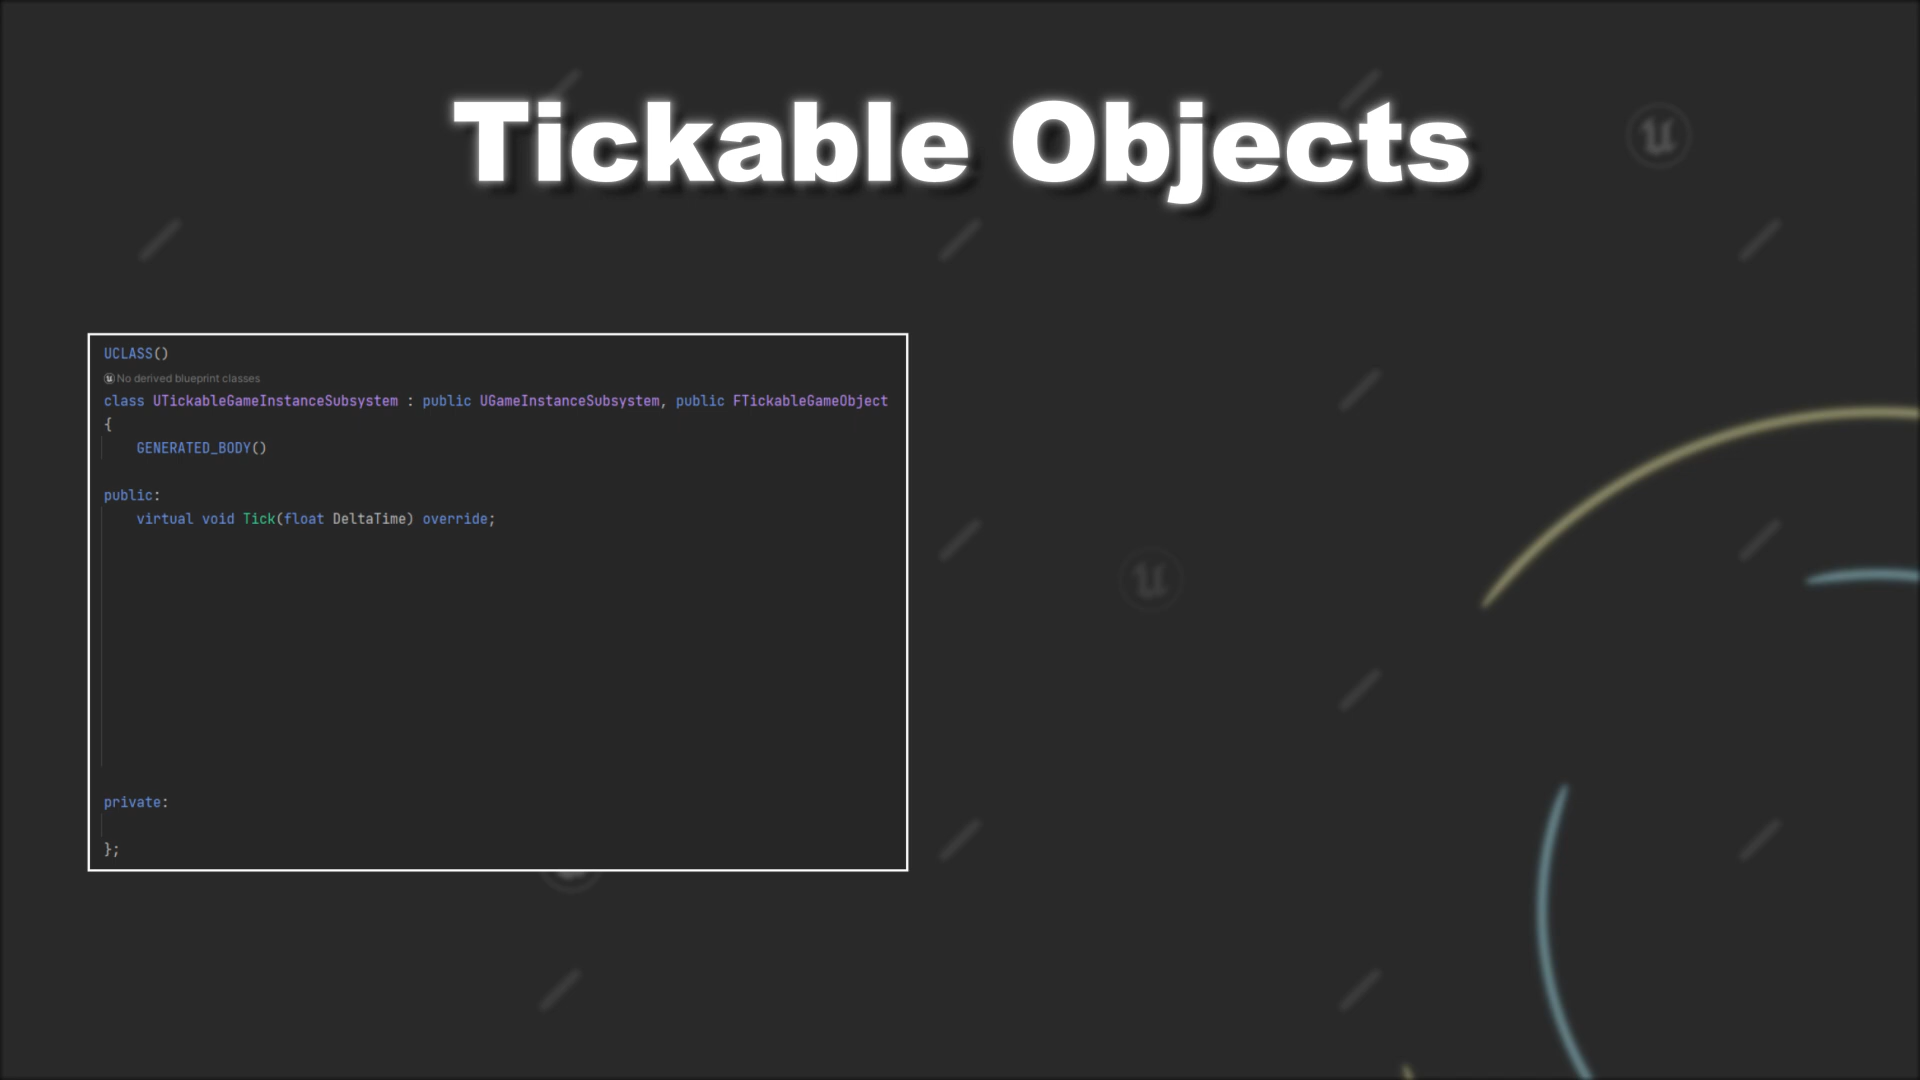 Tickable Objects
UCLASS()
No derived blueprint classes
class UTickableGameInstanceSubsystem : public UGameInstanceSubsystem, public FTickableGameObject
{
GENERATED_BODY()
public:
virtual void Tick(float DeltaTime) override;
private:
};